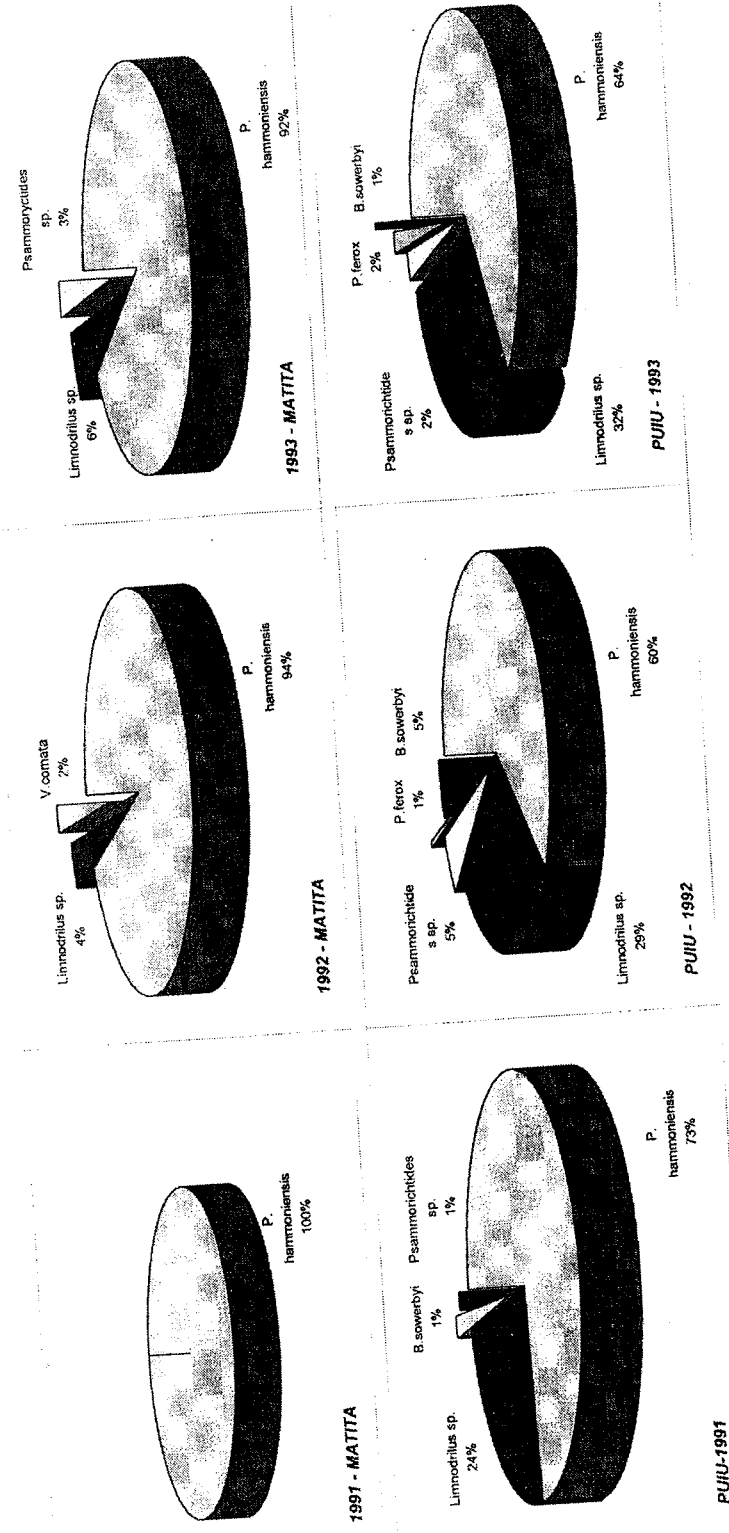 P.
hammoniensis
100%
1991 - MATITA
Limnodrilus sp.
4%
V.comata
2%
P.
hammoniensis
94%
1992 - MATITA
Limnodrilus sp.
6%
Psammoryctides
sp.
3%
P.
hammoniensis
92%
1993 - MATITA
Limnodrilus sp.
24%
B.sowerbyi
1%
Psammorichtides
sp.
1%
P.
hammoniensis
73%
PUIU-1991
Psammorichtide
s sp.
5%
P.ferox
1%
B.sowerbyi
5%
P.
hammoniensis
60%
Limnodrilus sp.
29%
PUIU - 1992
Psammorichtide
s sp.
2%
P.ferox
2%
B.sowerbyi
1%
P.
hammoniensis
64%
Limnodrilus sp.
32%
PUIU - 1993